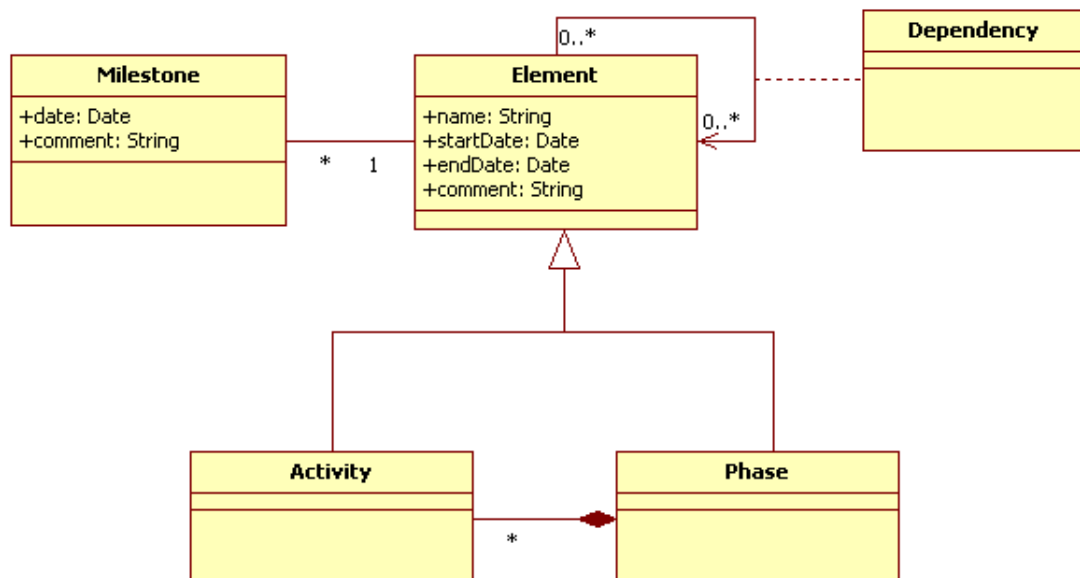 Dependency
0..*
Milestone
Element
+date: Date
+comment: String
+name: String
+startDate: Date
+endDate: Date
+comment: String
0..*
* 1
Activity
Phase
*